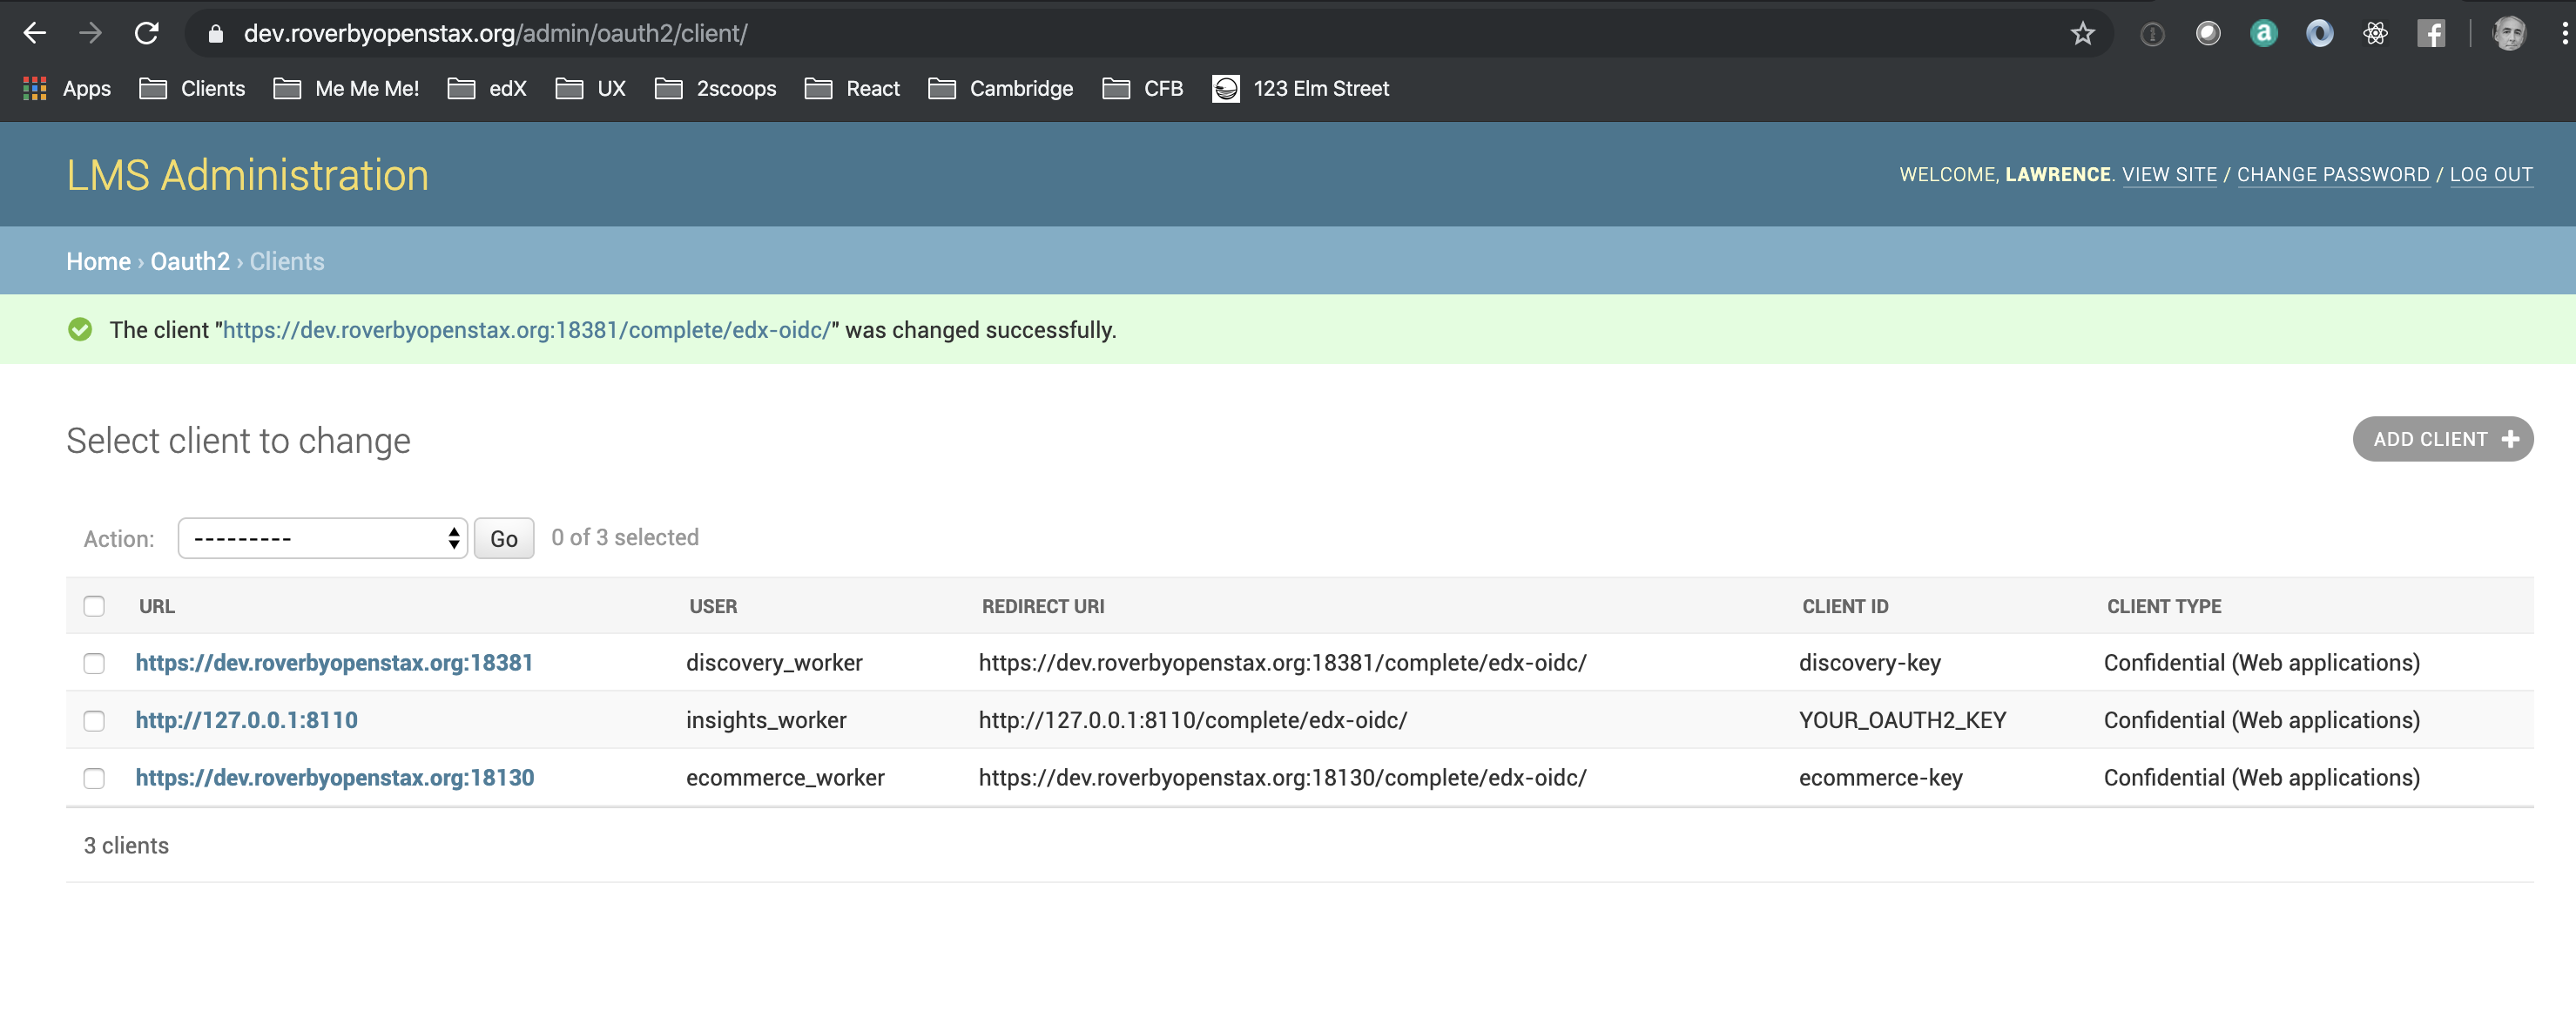 dev.roverbyopenstax.org/admin/oauth2/client/
Apps Clients Me Me Me! edX UX 2scoops React Cambridge CFB 123 Elm Street
LMS Administration
WELCOME, LAWRENCE. VIEW SITE / CHANGE PASSWORD / LOG OUT
Home › Oauth2 › Clients
The client "https://dev.roverbyopenstax.org:18381/complete/edx-oidc/" was changed successfully.
Select client to change
ADD CLIENT +
Action: --------- Go 0 of 3 selected
URL USER REDIRECT URI CLIENT ID CLIENT TYPE
https://dev.roverbyopenstax.org:18381 discovery_worker https://dev.roverbyopenstax.org:18381/complete/edx-oidc/ discovery-key Confidential (Web applications)
http://127.0.0.1:8110 insights_worker http://127.0.0.1:8110/complete/edx-oidc/ YOUR_OAUTH2_KEY Confidential (Web applications)
https://dev.roverbyopenstax.org:18130 ecommerce_worker https://dev.roverbyopenstax.org:18130/complete/edx-oidc/ ecommerce-key Confidential (Web applications)
3 clients